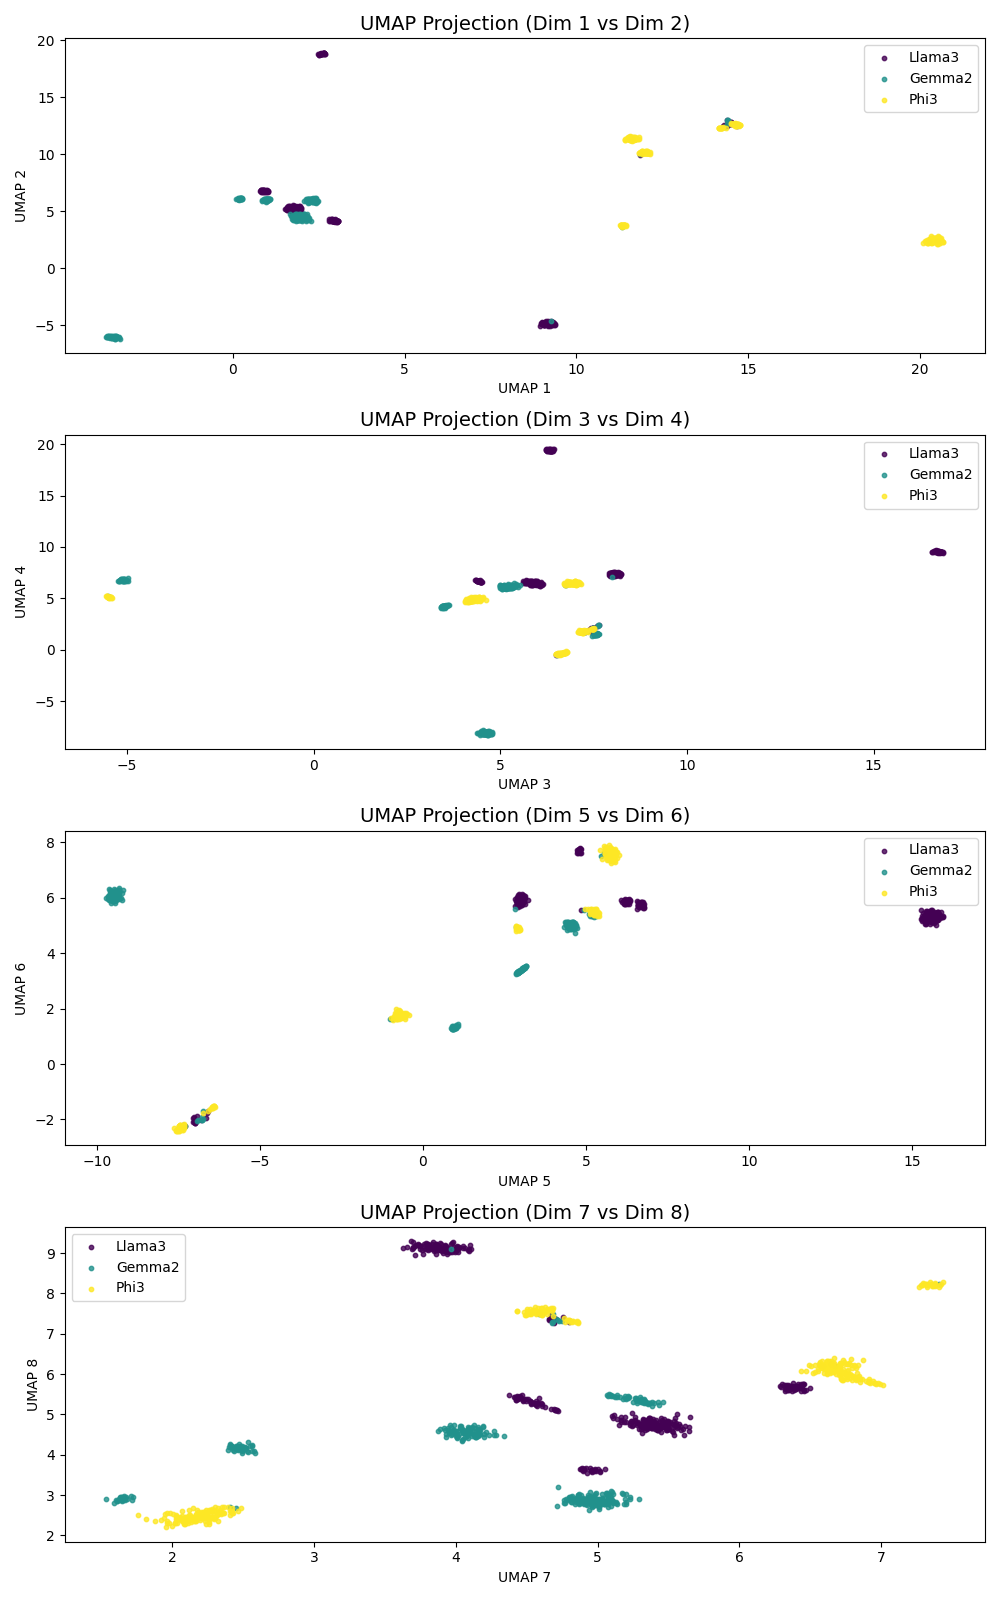 UMAP Projection (Dim 1 vs Dim 2)
20
15
10
5
0
−5
UMAP 2
Llama3
Gemma2
Phi3
0
5
10
15
20
UMAP 1
UMAP Projection (Dim 3 vs Dim 4)
20
15
10
5
0
−5
UMAP 4
Llama3
Gemma2
Phi3
−5
0
5
10
15
UMAP 3
UMAP Projection (Dim 5 vs Dim 6)
8
6
4
2
0
−2
UMAP 6
Llama3
Gemma2
Phi3
−10
−5
0
5
10
15
UMAP 5
UMAP Projection (Dim 7 vs Dim 8)
9
8
7
6
5
4
3
2
UMAP 8
Llama3
Gemma2
Phi3
2
3
4
5
6
7
UMAP 7